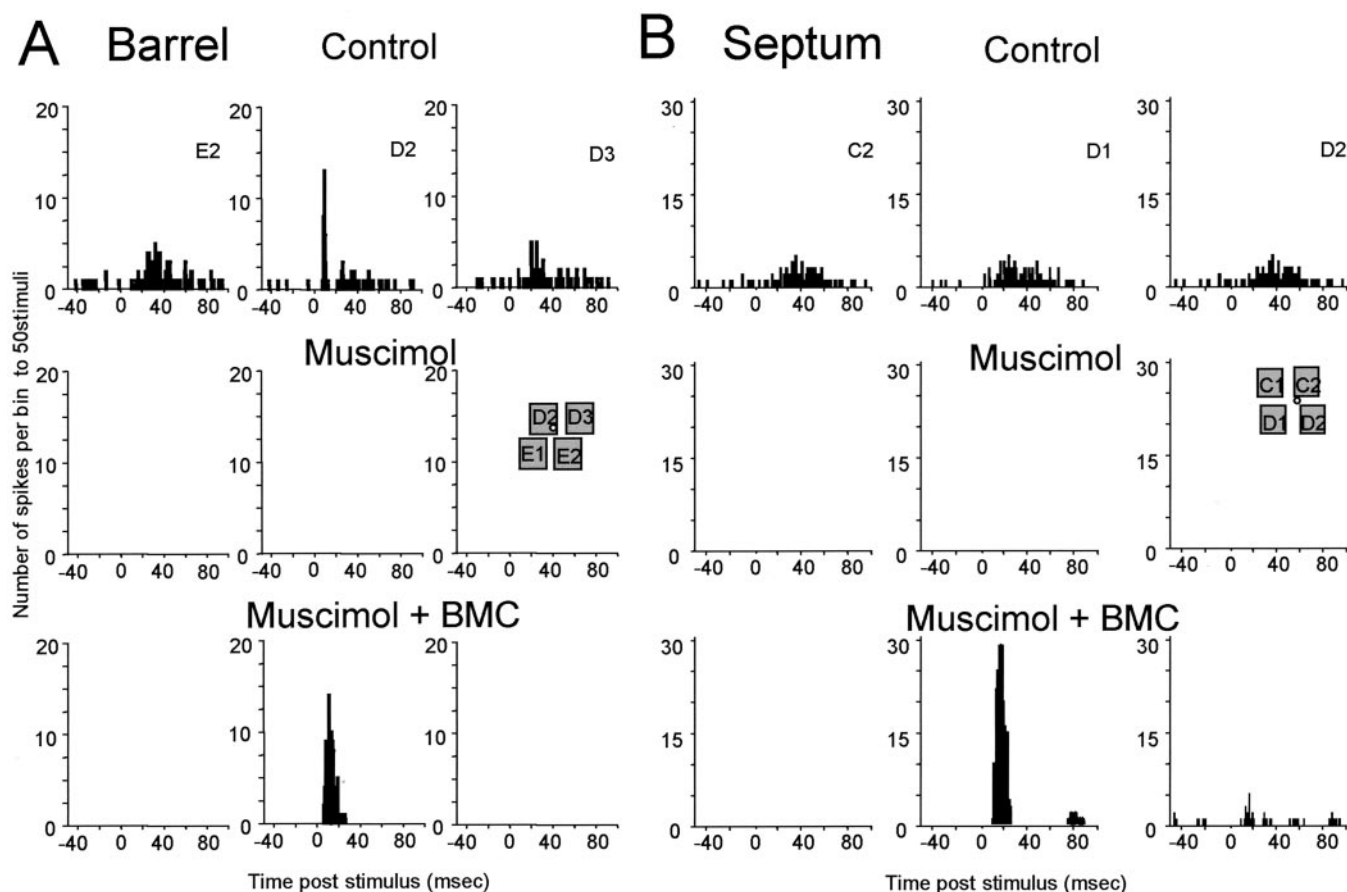 A Barrel Control
B Septum Control
20 20 20 30 30 30
E2 D2 D3 C2 D1 D2
10 10 10 15 15 15
0 0 0 0 0 0
-40 0 40 80 -40 0 40 80 -40 0 40 80 -40 0 40 80 -40 0 40 80 -40 0 40 80
Number of spikes per bin to 50stimuli
Muscimol Muscimol
20 20 20 30 30 30
D2 D3 C1 C2
E1 E2 D1 D2
10 10 10 15 15 15
0 0 0 0 0 0
-40 0 40 80 -40 0 40 80 -40 0 40 80 -40 0 40 80 -40 0 40 80 -40 0 40 80
Muscimol + BMC Muscimol + BMC
20 20 20 30 30 30
10 10 10 15 15 15
0 0 0 0 0 0
-40 0 40 80 -40 0 40 80 -40 0 40 80 -40 0 40 80 -40 0 40 80 -40 0 40 80
Time post stimulus (msec) Time post stimulus (msec)